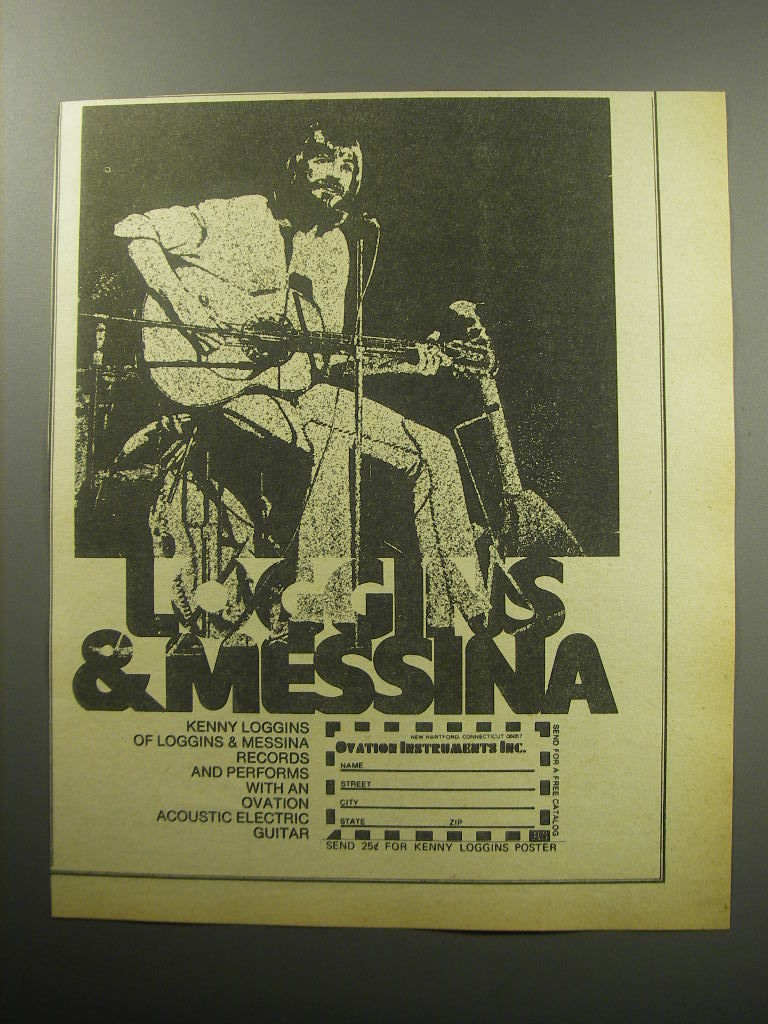 LOGGINS
& MESSINA
KENNY LOGGINS
OF LOGGINS & MESSINA
RECORDS
AND PERFORMS
WITH AN
OVATION
ACOUSTIC ELECTRIC
GUITAR
NEW HARTFORD, CONNECTICUT 06057
OVATION INSTRUMENTS INC.
NAME
STREET
CITY
STATE ZIP
SEND FOR A FREE CATALOG
SEND 25¢ FOR KENNY LOGGINS POSTER